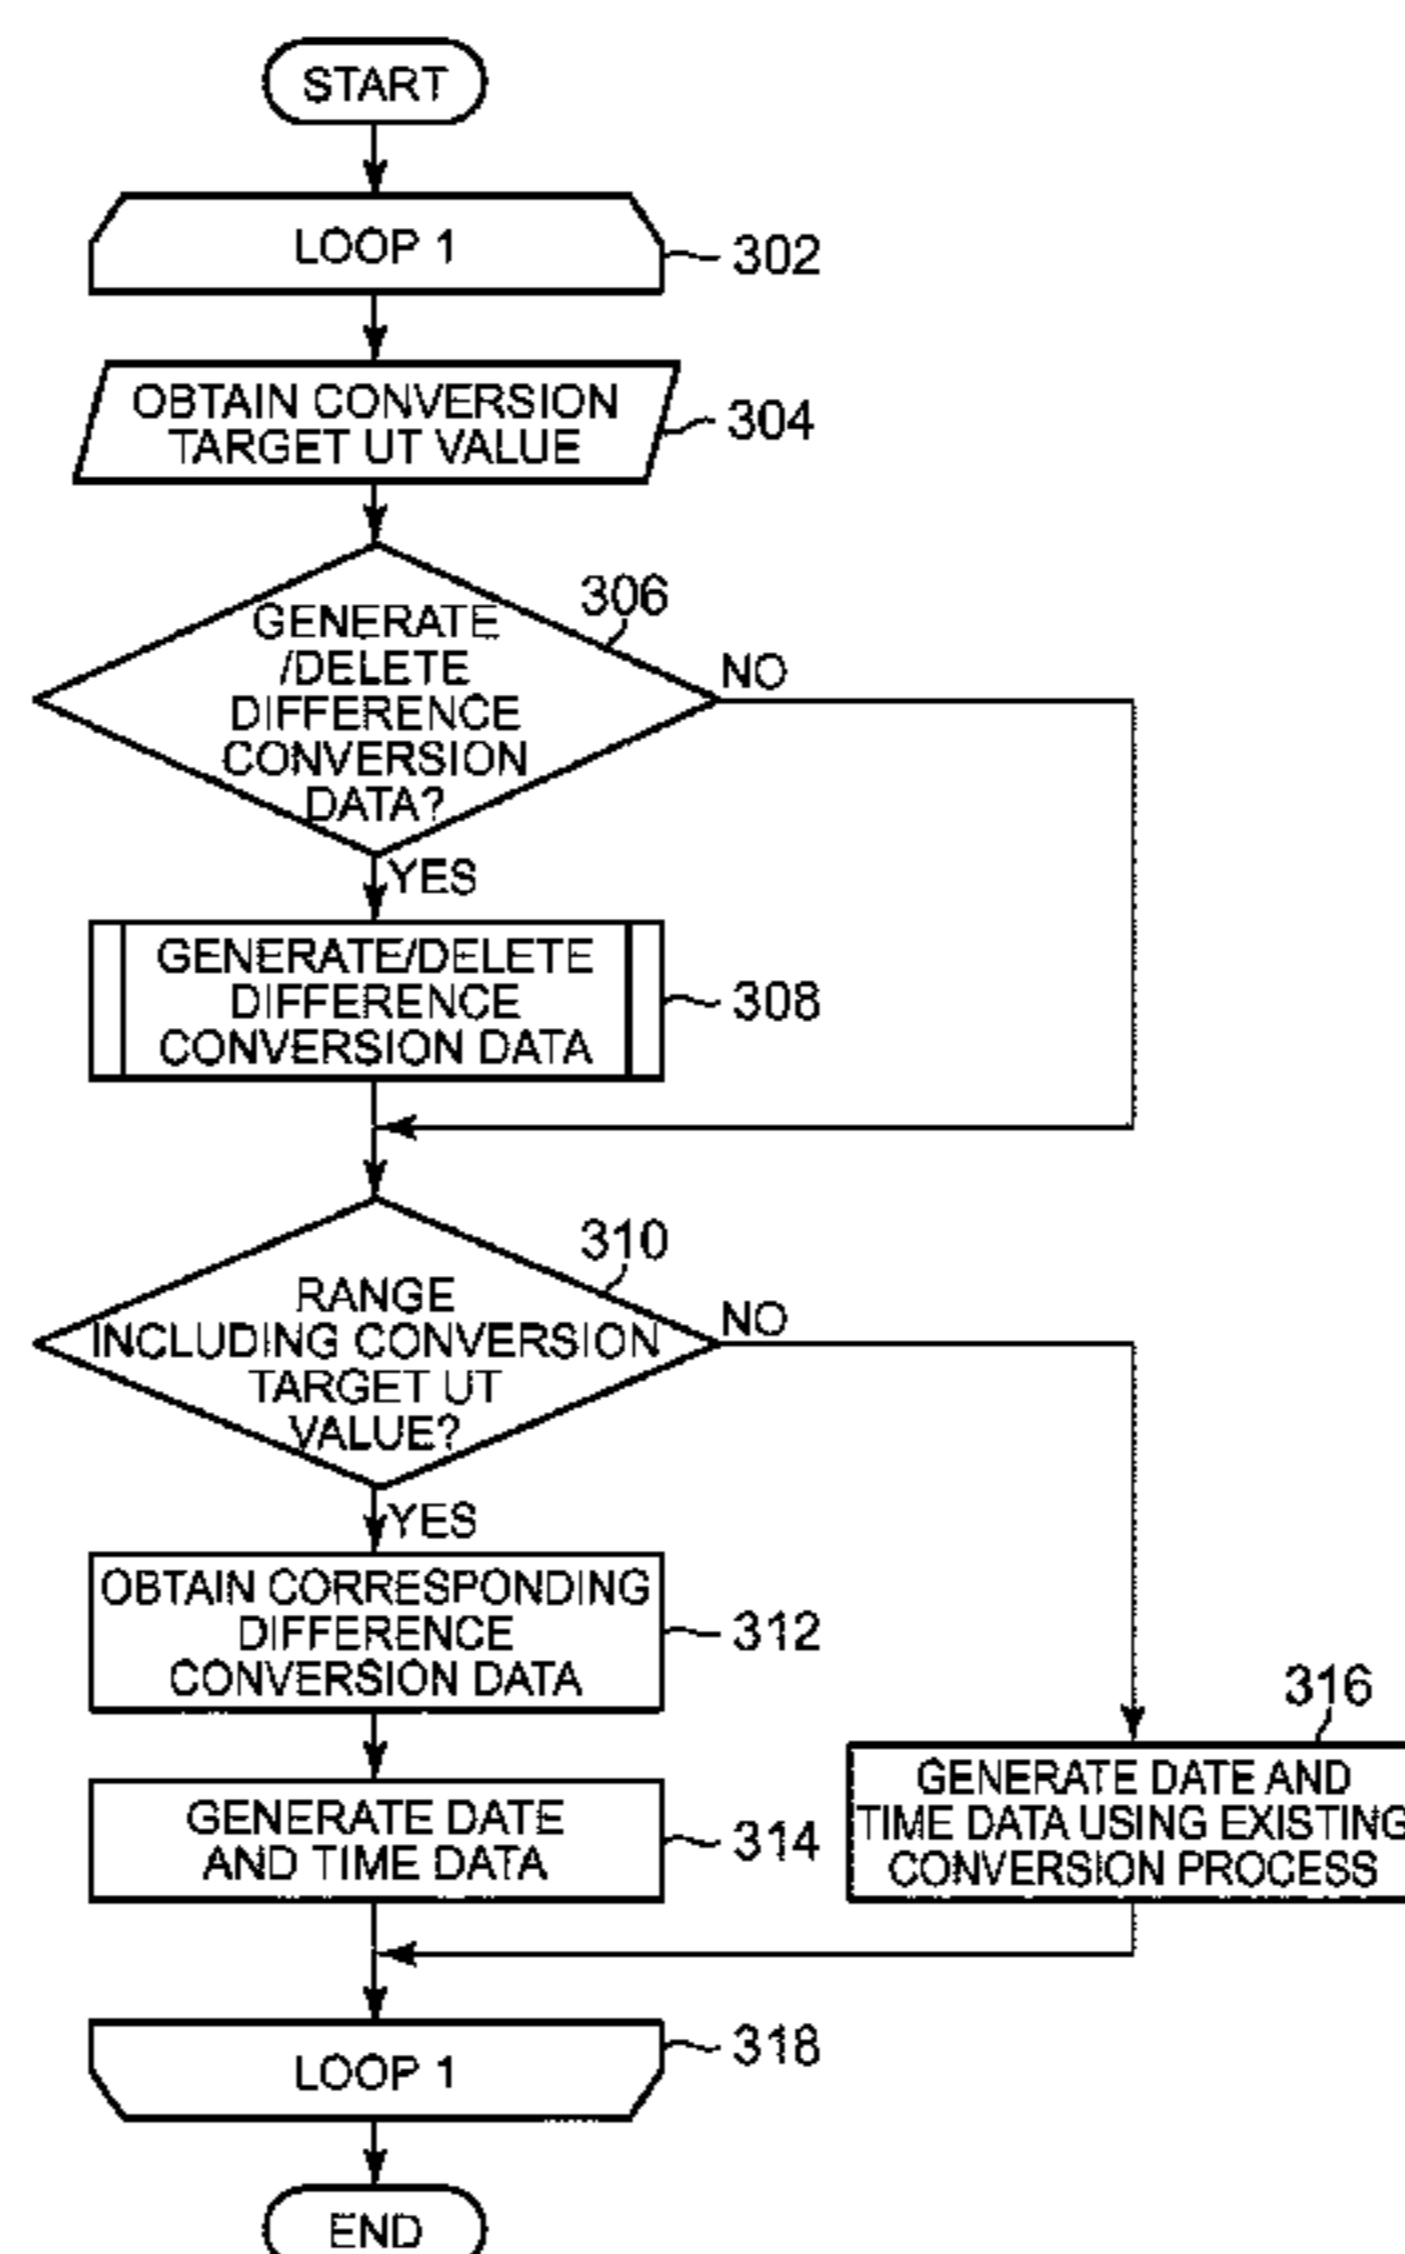 START
LOOP 1
302
OBTAIN CONVERSION
TARGET UT VALUE
304
306
GENERATE
/DELETE
DIFFERENCE
CONVERSION
DATA?
NO
YES
GENERATE/DELETE
DIFFERENCE
CONVERSION DATA
308
310
RANGE
INCLUDING CONVERSION
TARGET UT
VALUE?
NO
YES
OBTAIN CORRESPONDING
DIFFERENCE
CONVERSION DATA
312
GENERATE DATE
AND TIME DATA
314
316
GENERATE DATE AND
TIME DATA USING EXISTING
CONVERSION PROCESS
LOOP 1
318
END